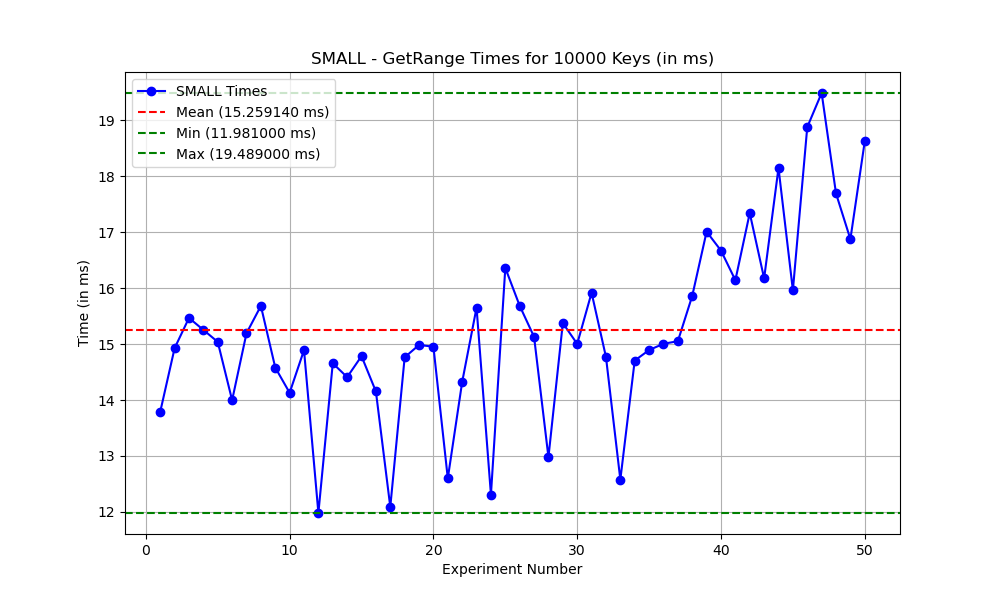 SMALL - GetRange Times for 10000 Keys (in ms)
SMALL Times
Mean (15.259140 ms)
Min (11.981000 ms)
Max (19.489000 ms)
Time (in ms)
19
18
17
16
15
14
13
12
0 10 20 30 40 50
Experiment Number